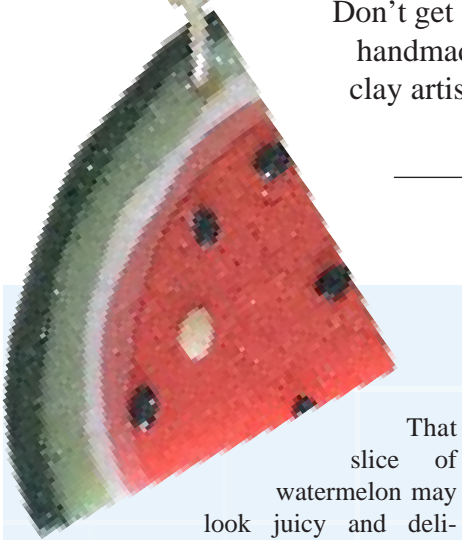 Don’t get
handmad
clay artis
That
slice of
watermelon may
look juicy and deli-